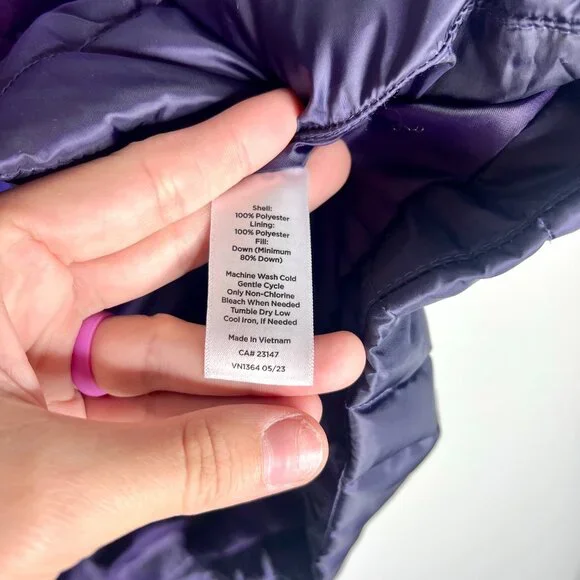 Shell:
100% Polyester
Lining:
100% Polyester
Fill:
Down (Minimum
80% Down)
Machine Wash Cold
Gentle Cycle
Only Non-Chlorine
Bleach When Needed
Tumble Dry Low
Cool Iron, If Needed
Made In Vietnam
CA# 23147
VN1364 05/23